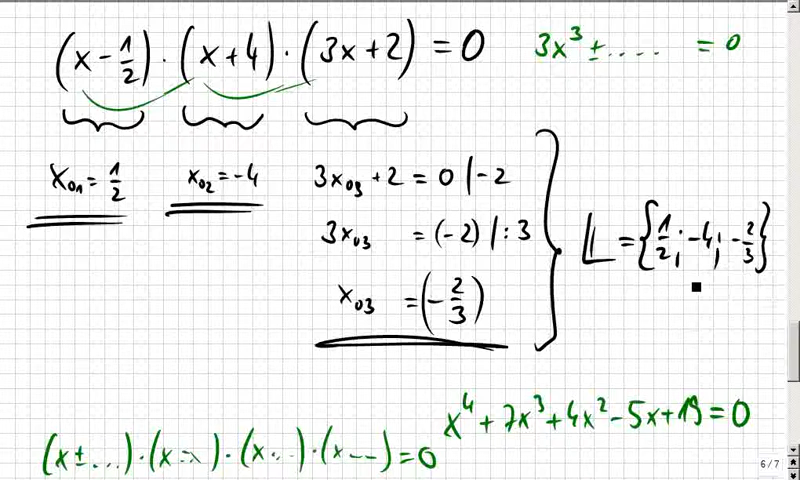 (x - 1/2) · (x + 4) · (3x + 2) = 0
3x³ ± .... = 0
x₀₁ = 1/2
x₀₂ = -4
3x₀₃ + 2 = 0 | -2
3x₀₃ = (-2) | : 3
x₀₃ = (-2/3)
𝕃 = {1/2; -4; -2/3}
x⁴ + 7x³ + 4x² - 5x + 19 = 0
(x ± ...) · (x) · (x ...) · (x ---) = 0
6/7